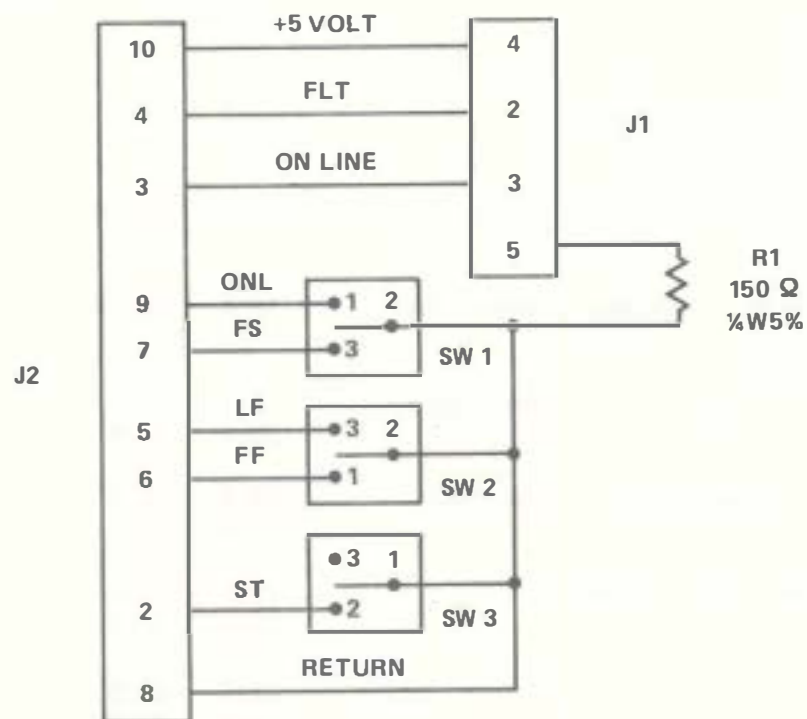 +5 VOLT
10
4
FLT
4
2
J1
ON LINE
3
3
5
R1
150 Ω
¼W5%
ONL
9
1 2
FS
7
3
SW 1
J2
LF
5
3 2
FF
6
1
SW 2
3 1
ST
2
2
SW 3
RETURN
8